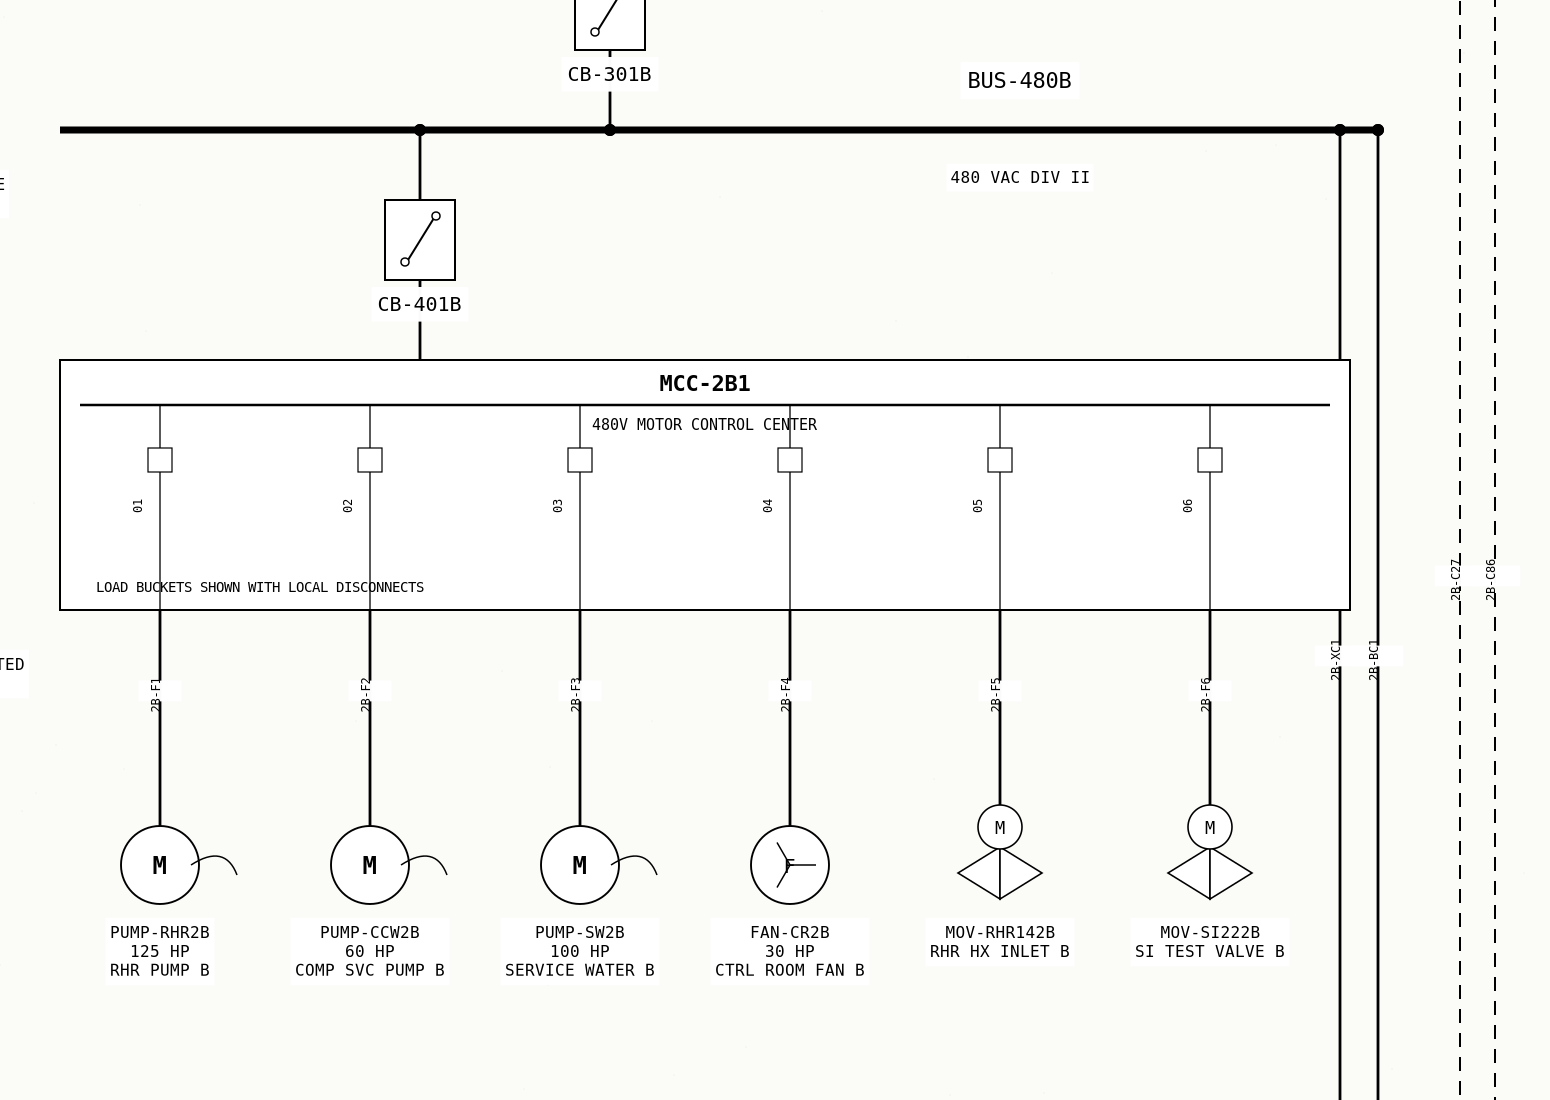 CB-301B
BUS-480B
480 VAC DIV II
E
CB-401B
MCC-2B1
480V MOTOR CONTROL CENTER
01
02
03
04
05
06
LOAD BUCKETS SHOWN WITH LOCAL DISCONNECTS
2B-C27
2B-C86
2B-XC1
2B-BC1
TED
2B-F1
2B-F2
2B-F3
2B-F4
2B-F5
2B-F6
M
M
M
M
M
F
PUMP-RHR2B
125 HP
RHR PUMP B
PUMP-CCW2B
60 HP
COMP SVC PUMP B
PUMP-SW2B
100 HP
SERVICE WATER B
FAN-CR2B
30 HP
CTRL ROOM FAN B
MOV-RHR142B
RHR HX INLET B
MOV-SI222B
SI TEST VALVE B